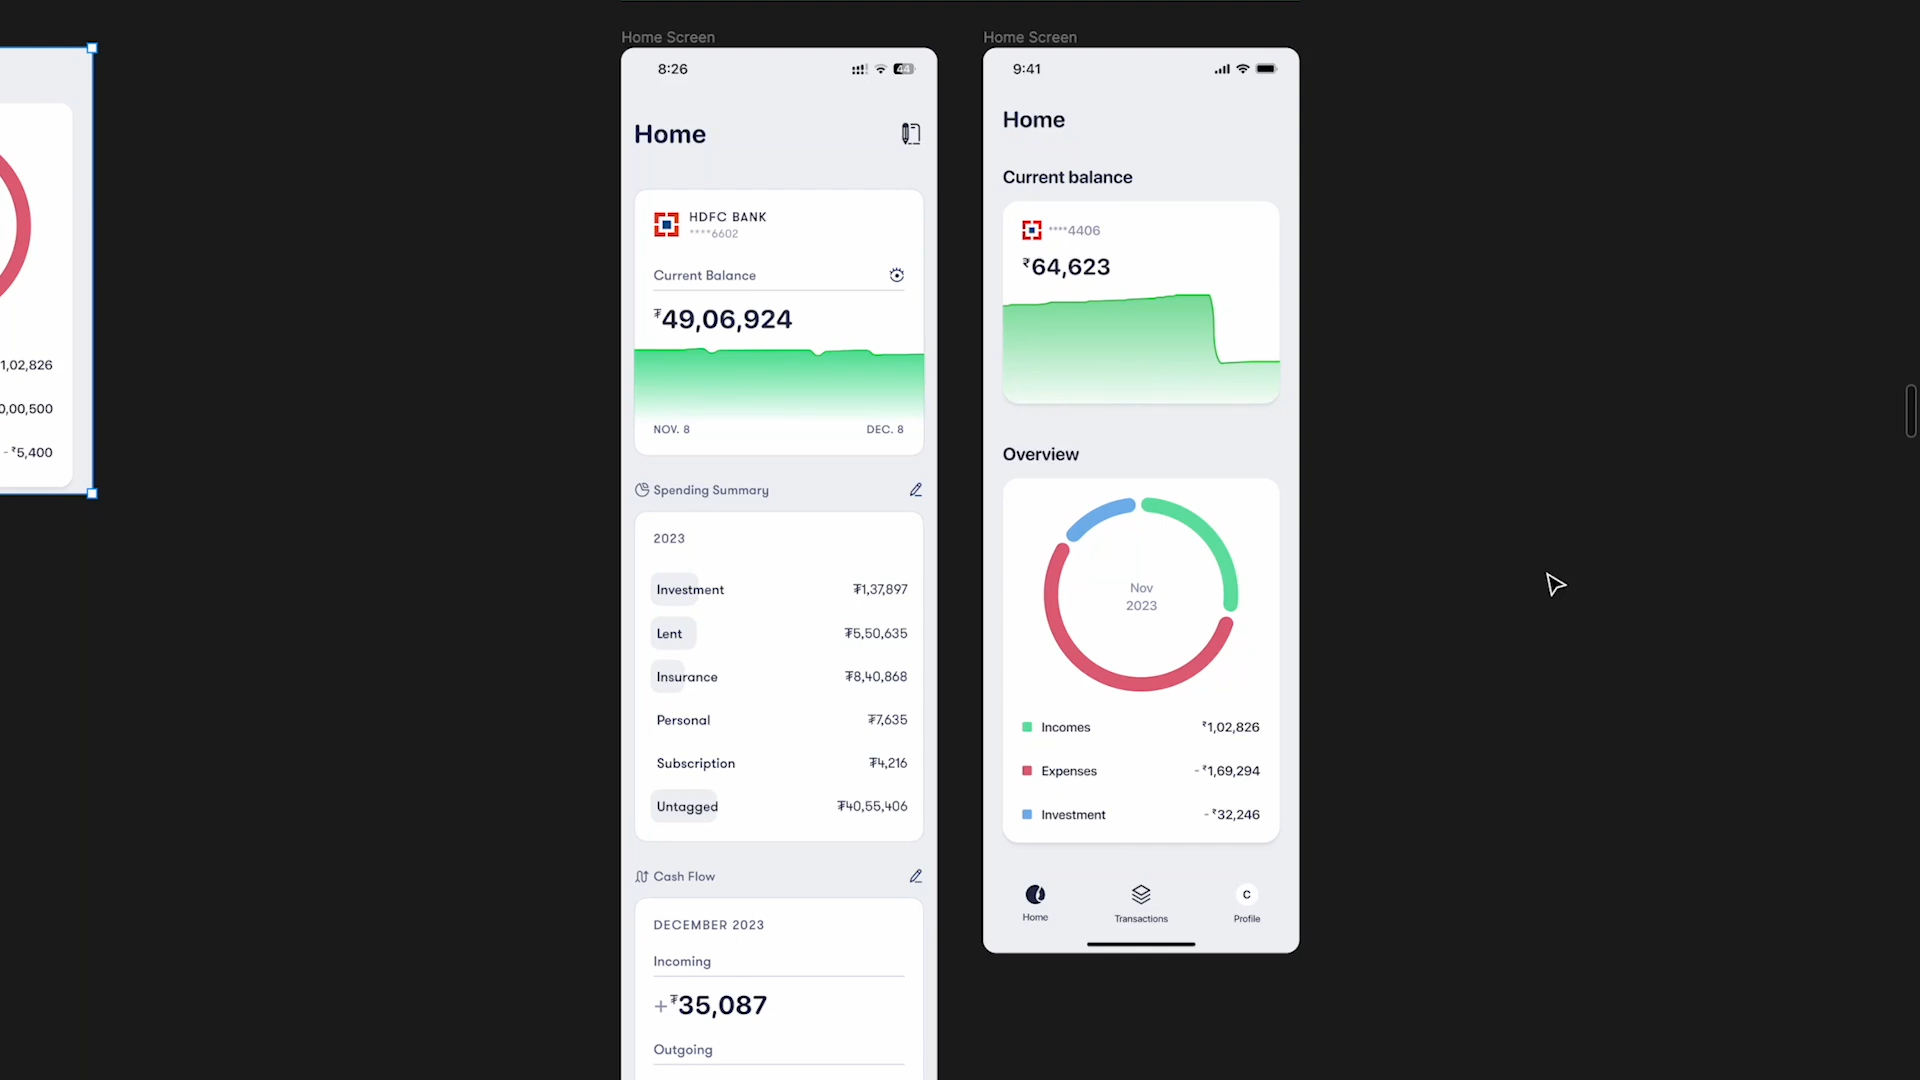 1,02,826
0,00,500
- ₹5,400
Home Screen
8:26
44
Home
HDFC BANK
****6602
Current Balance
₮49,06,924
NOV. 8
DEC. 8
Spending Summary
2023
Investment
₮1,37,897
Lent
₮5,50,635
Insurance
₮8,40,868
Personal
₮7,635
Subscription
₮4,216
Untagged
₮40,55,406
Cash Flow
DECEMBER 2023
Incoming
+₮35,087
Outgoing
Home Screen
9:41
Home
Current balance
****4406
₹64,623
Overview
Nov
2023
Incomes
₹1,02,826
Expenses
- ₹1,69,294
Investment
- ₹32,246
Home
Transactions
C
Profile